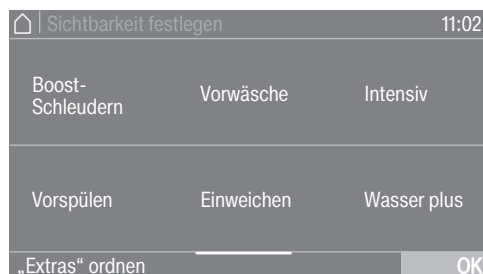 Sichtbarkeit festlegen 11:02
Boost-
Schleudern
Vorwäsche
Intensiv
Vorspülen
Einweichen
Wasser plus
„Extras“ ordnen OK